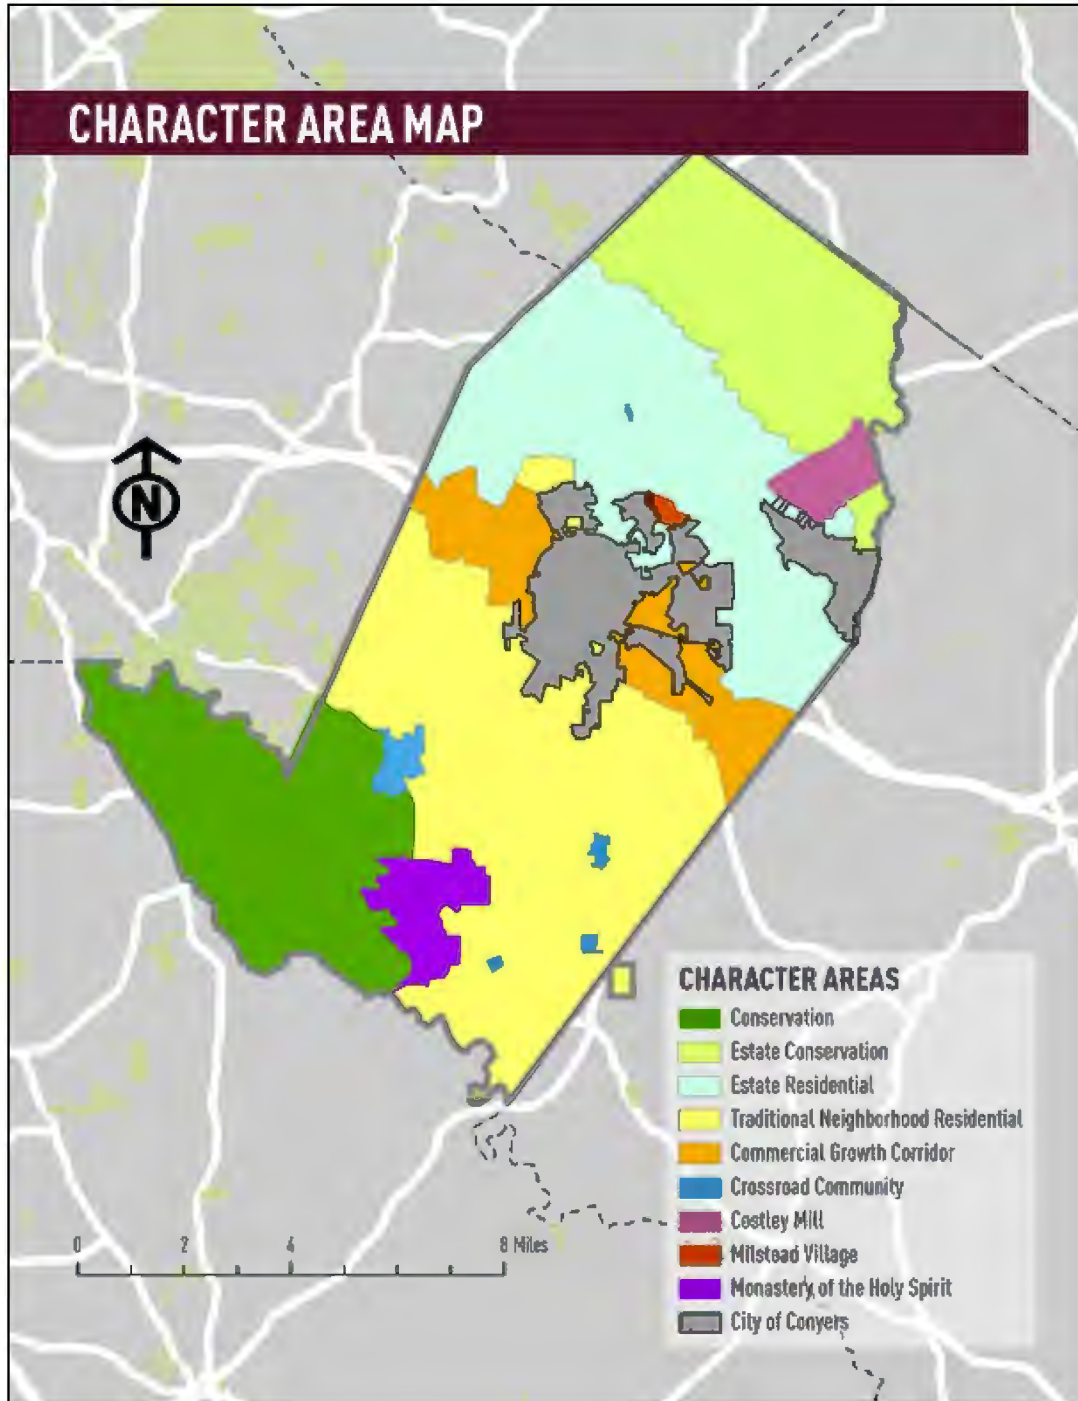 CHARACTER AREA MAP
N
CHARACTER AREAS
Conservation
Estate Conservation
Estate Residential
Traditional Neighborhood Residential
Commercial Growth Corridor
Crossroad Community
Costley Mill
Milstead Village
Monastery of the Holy Spirit
City of Conyers
0 2 4 8 Miles